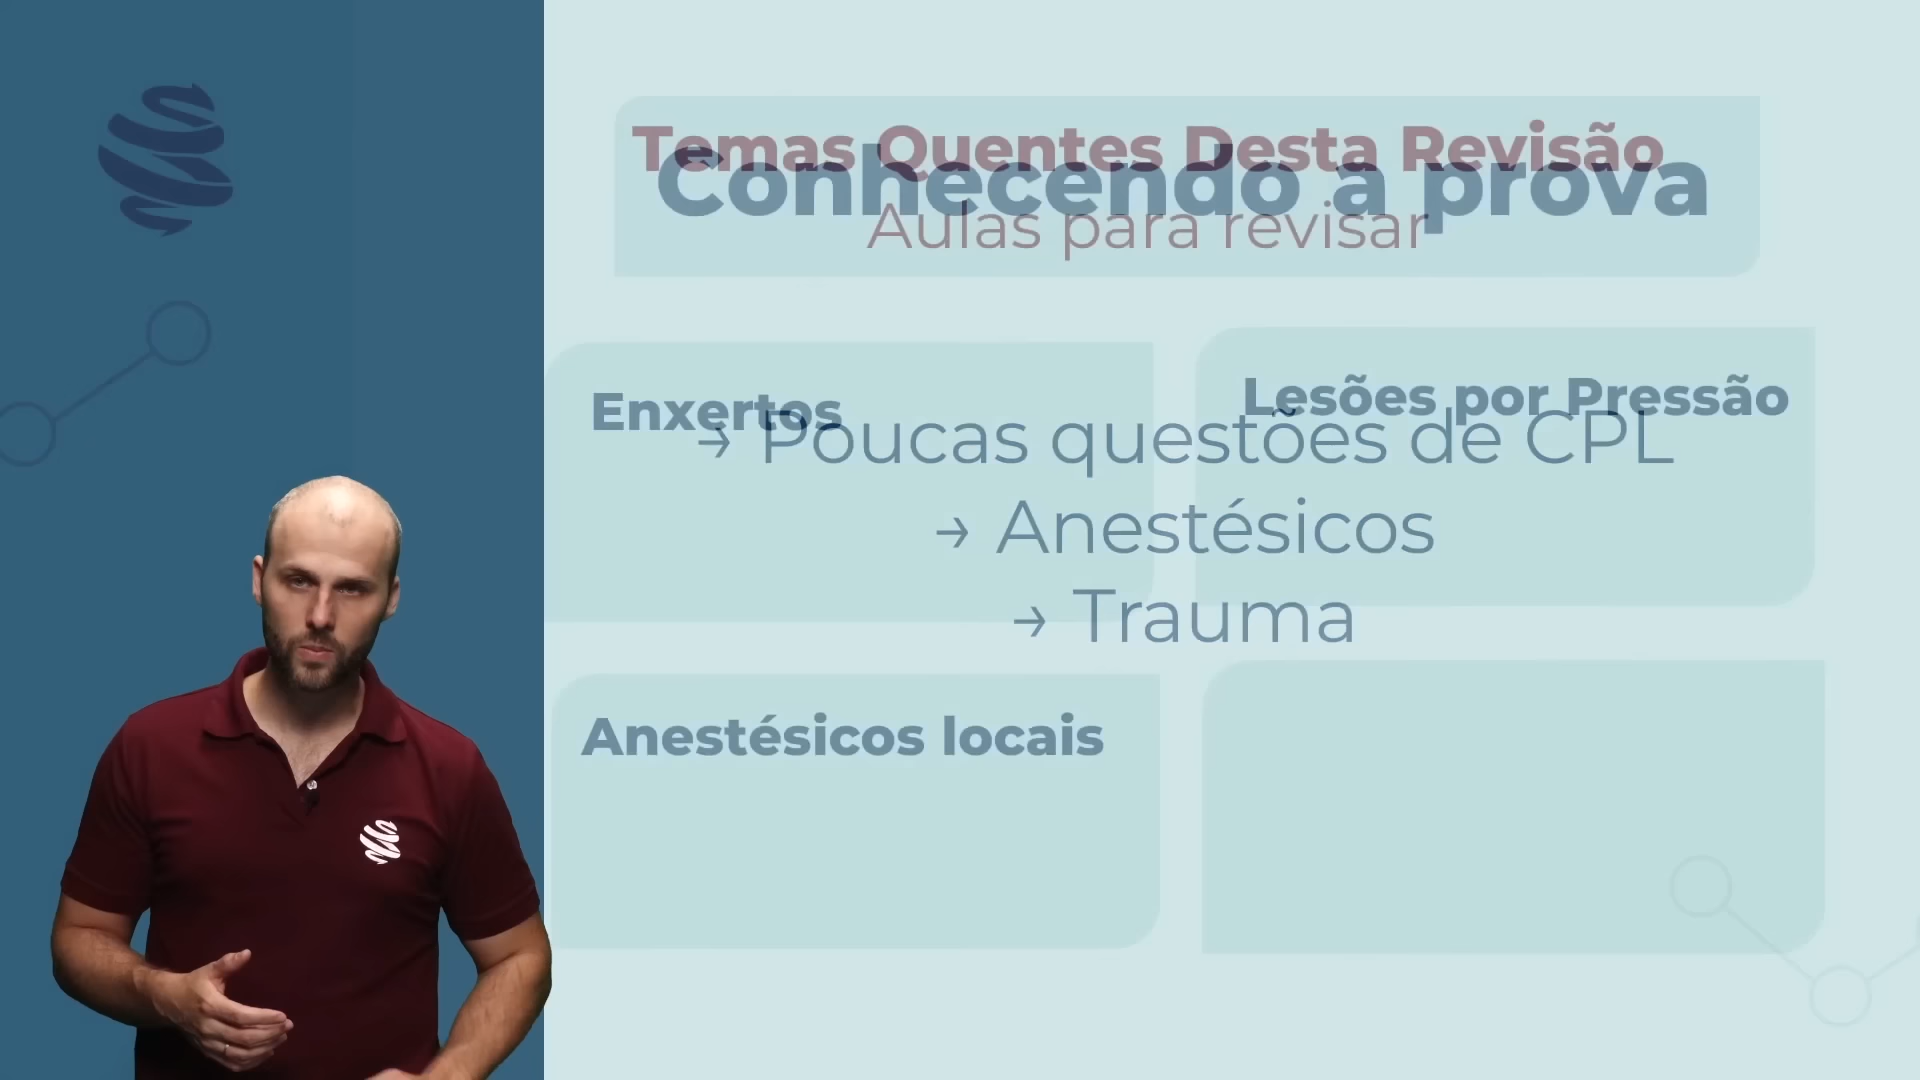 Temas Quentes Desta Revisão
Aulas para revisar
Conhecendo a prova
Enxertos
Lesões por Pressão
→ Poucas questões de CPL
→ Anestésicos
→ Trauma
Anestésicos locais